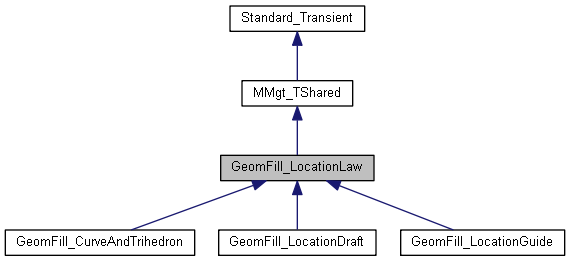 Standard_Transient
MMgt_TShared
GeomFill_LocationLaw
GeomFill_CurveAndTrihedron
GeomFill_LocationDraft
GeomFill_LocationGuide